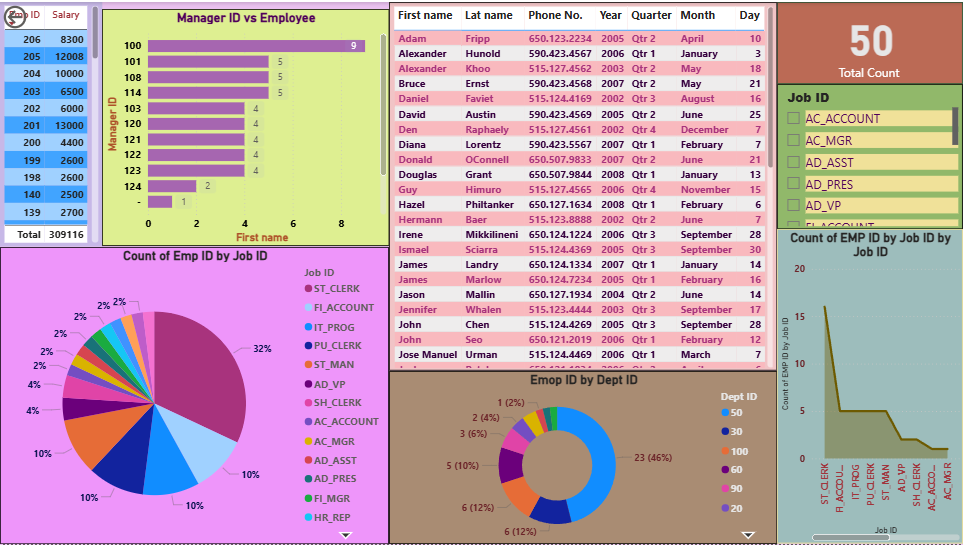 Emp ID Salary
206 8300
205 12008
204 10000
203 6500
202 6000
201 13000
200 4400
199 2600
198 2600
140 2500
139 2700
Total 309116
Manager ID vs Employee
Manager ID
100 9
101 5
108 5
114 5
103 4
120 4
121 4
122 4
123 4
124 2
- 1
0 2 4 6 8
First name
First name Lat name Phone No. Year Quarter Month Day
Adam Fripp 650.123.2234 2005 Qtr 2 April 10
Alexander Hunold 590.423.4567 2006 Qtr 1 January 3
Alexander Khoo 515.127.4562 2003 Qtr 2 May 18
Bruce Ernst 590.423.4568 2007 Qtr 2 May 21
Daniel Faviet 515.124.4169 2002 Qtr 3 August 16
David Austin 590.423.4569 2005 Qtr 2 June 25
Den Raphaely 515.127.4561 2002 Qtr 4 December 7
Diana Lorentz 590.423.5567 2007 Qtr 1 February 7
Donald OConnell 650.507.9833 2007 Qtr 2 June 21
Douglas Grant 650.507.9844 2008 Qtr 1 January 13
Guy Himuro 515.127.4565 2006 Qtr 4 November 15
Hazel Philtanker 650.127.1634 2008 Qtr 1 February 6
Hermann Baer 515.123.8888 2002 Qtr 2 June 7
Irene Mikkilineni 650.124.1224 2006 Qtr 3 September 28
Ismael Sciarra 515.124.4369 2005 Qtr 3 September 30
James Landry 650.124.1334 2007 Qtr 1 January 14
James Marlow 650.124.7234 2005 Qtr 1 February 16
Jason Mallin 650.127.1934 2004 Qtr 2 June 14
Jennifer Whalen 515.123.4444 2003 Qtr 3 September 17
John Chen 515.124.4269 2005 Qtr 3 September 28
John Seo 650.121.2019 2006 Qtr 1 February 12
Jose Manuel Urman 515.124.4469 2006 Qtr 1 March 7
50
Total Count
Job ID
AC_ACCOUNT
AC_MGR
AD_ASST
AD_PRES
AD_VP
FI_ACCOUNT
Count of Emp ID by Job ID
32%
10%
10%
10%
10%
4%
4%
2%
2%
2%
2%
2%
2%
Job ID
ST_CLERK
FI_ACCOUNT
IT_PROG
PU_CLERK
ST_MAN
AD_VP
SH_CLERK
AC_ACCOUNT
AC_MGR
AD_ASST
AD_PRES
FI_MGR
HR_REP
Emop ID by Dept ID
23 (46%)
6 (12%)
6 (12%)
5 (10%)
3 (6%)
2 (4%)
1 (2%)
Dept ID
50
30
100
60
90
20
Count of EMP ID by Job ID by
Job ID
Count of EMP ID by Job ID
20
15
10
5
0
ST_CLERK
FI_ACCOU...
IT_PROG
PU_CLERK
ST_MAN
AD_VP
SH_CLERK
AC_ACCO...
AC_MGR
Job ID